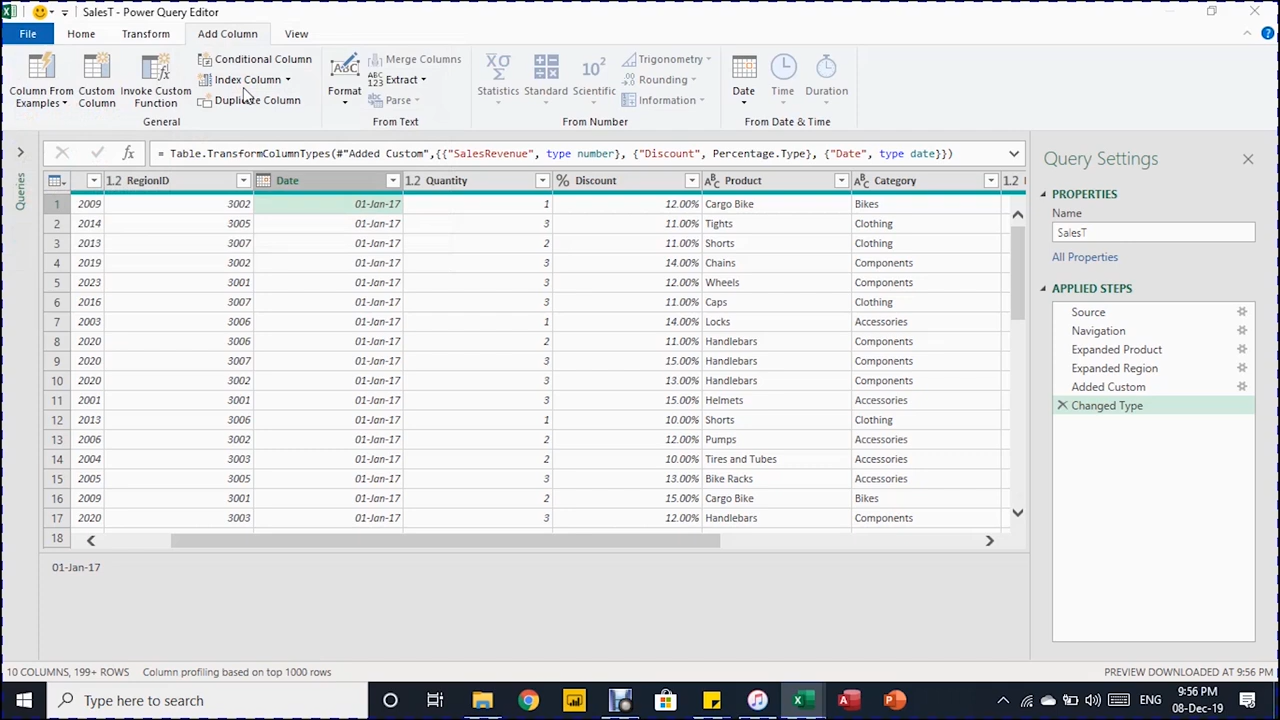 SalesT - Power Query Editor
File Home Transform Add Column View
Column From Examples
Custom Column
Invoke Custom Function
Conditional Column
Index Column
Duplicate Column
General
Format
Merge Columns
ABC 123 Extract
Parse
From Text
Statistics
Standard
10² Scientific
Trigonometry
Rounding
Information
From Number
Date
Time
Duration
From Date & Time
Queries
fx = Table.TransformColumnTypes(#"Added Custom",{{"SalesRevenue", type number}, {"Discount", Percentage.Type}, {"Date", type date}})
1.2 RegionID Date 1.2 Quantity % Discount ABC Product ABC Category 1.2
1 2009 3002 01-Jan-17 1 12.00% Cargo Bike Bikes
2 2014 3005 01-Jan-17 3 11.00% Tights Clothing
3 2013 3007 01-Jan-17 2 11.00% Shorts Clothing
4 2019 3002 01-Jan-17 3 14.00% Chains Components
5 2023 3001 01-Jan-17 3 12.00% Wheels Components
6 2016 3007 01-Jan-17 3 11.00% Caps Clothing
7 2003 3006 01-Jan-17 1 14.00% Locks Accessories
8 2020 3006 01-Jan-17 2 11.00% Handlebars Components
9 2020 3007 01-Jan-17 3 15.00% Handlebars Components
10 2020 3002 01-Jan-17 3 13.00% Handlebars Components
11 2001 3001 01-Jan-17 3 15.00% Helmets Accessories
12 2013 3006 01-Jan-17 1 10.00% Shorts Clothing
13 2006 3002 01-Jan-17 2 12.00% Pumps Accessories
14 2004 3003 01-Jan-17 2 10.00% Tires and Tubes Accessories
15 2005 3005 01-Jan-17 3 13.00% Bike Racks Accessories
16 2009 3001 01-Jan-17 2 15.00% Cargo Bike Bikes
17 2020 3003 01-Jan-17 3 12.00% Handlebars Components
18
01-Jan-17
Query Settings
PROPERTIES
Name
SalesT
All Properties
APPLIED STEPS
Source
Navigation
Expanded Product
Expanded Region
Added Custom
Changed Type
10 COLUMNS, 199+ ROWS Column profiling based on top 1000 rows PREVIEW DOWNLOADED AT 9:56 PM
Type here to search
ENG
9:56 PM
08-Dec-19